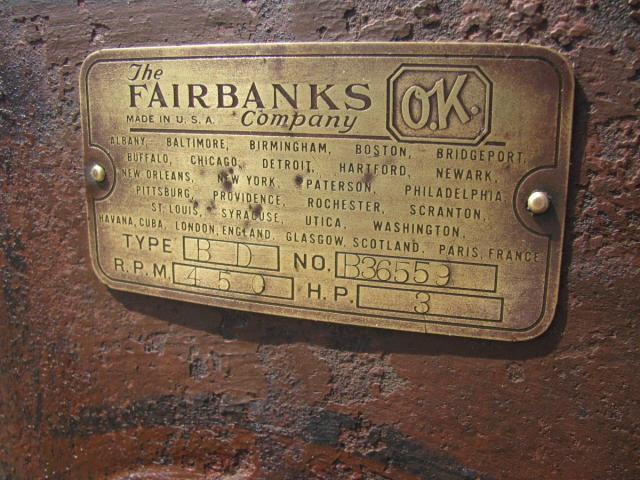 The
FAIRBANKS
MADE IN U.S.A. Company
O.K.
ALBANY, BALTIMORE, BIRMINGHAM, BOSTON, BRIDGEPORT,
BUFFALO, CHICAGO, DETROIT, HARTFORD, NEWARK,
NEW ORLEANS, NEW YORK, PATERSON, PHILADELPHIA,
PITTSBURG, PROVIDENCE, ROCHESTER, SCRANTON,
ST. LOUIS, SYRACUSE, UTICA, WASHINGTON,
HAVANA, CUBA, LONDON, ENGLAND, GLASGOW, SCOTLAND, PARIS, FRANCE
TYPE BD NO. B36559
R.P.M. 450 H.P. 3